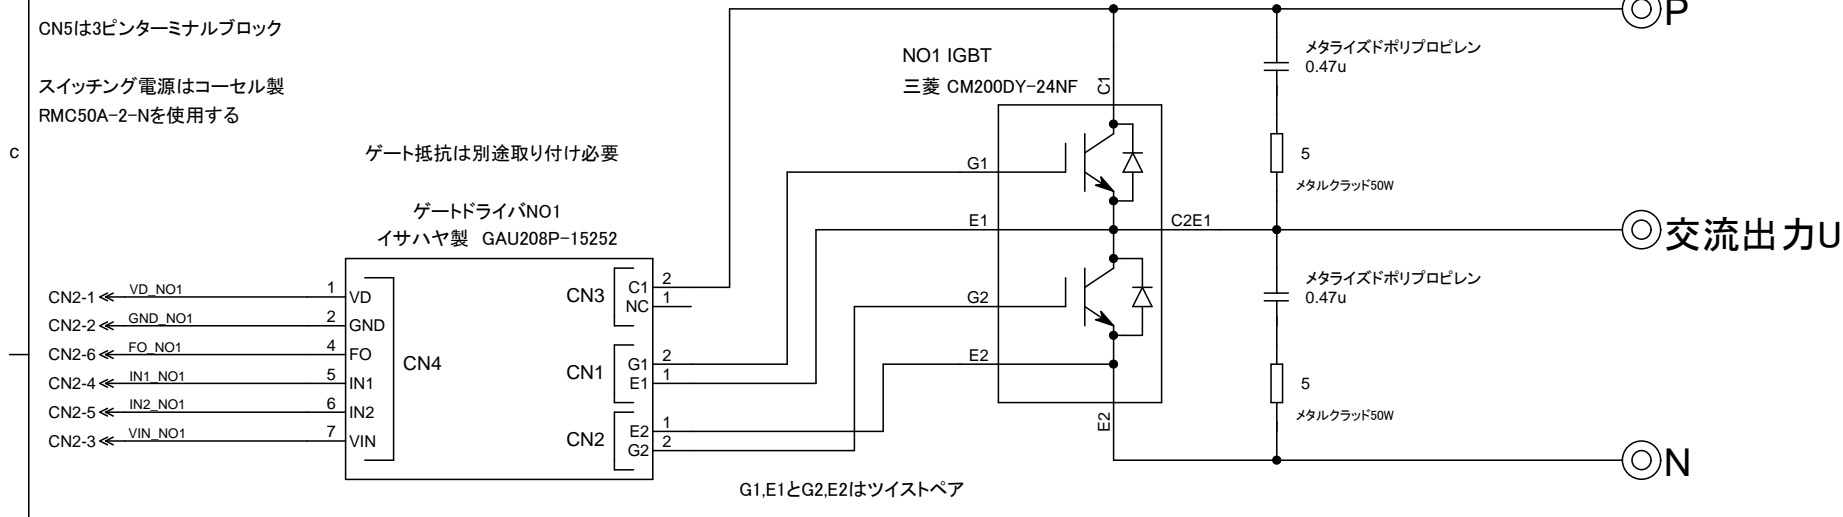 P
CN5は3ピンターミナルブロック
スイッチング電源はコーセル製
RMC50A-2-Nを使用する
NO1 IGBT
三菱 CM200DY-24NF
C1
メタライズドポリプロピレン
0.47u
c
ゲート抵抗は別途取り付け必要
G1
5
メタルクラッド50W
ゲートドライバNO1
イサハヤ製 GAU208P-15252
E1
C2E1
交流出力U
CN2-1 VD_NO1 1 VD
CN2-2 GND_NO1 2 GND
CN2-6 FO_NO1 4 FO
CN2-4 IN1_NO1 5 IN1
CN2-5 IN2_NO1 6 IN2
CN2-3 VIN_NO1 7 VIN
CN4
CN3
C1 2
NC 1
CN1
G1 2
E1 1
CN2
E2 1
G2 2
G2
E2
メタライズドポリプロピレン
0.47u
5
メタルクラッド50W
E2
N
G1,E1とG2,E2はツイストペア